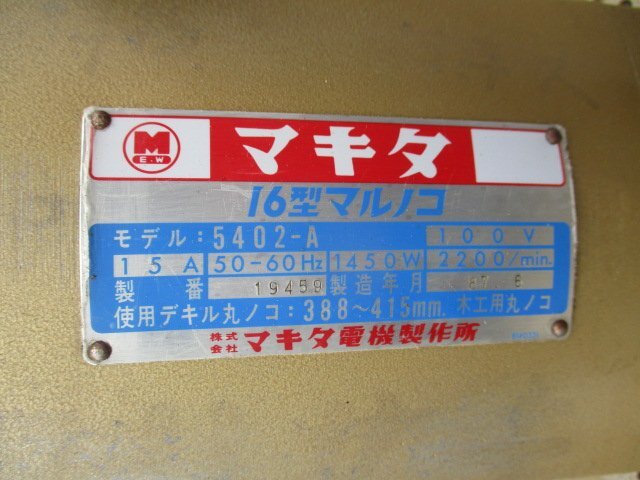 M
E.W
マキタ
16型マルノコ
モデル:5402-A 100V
15A 50-60Hz 1450W 2200/min.
製番 19459 製造年月 87.6
使用デキル丸ノコ:388~415mm. 木工用丸ノコ
株式会社 マキタ電機製作所